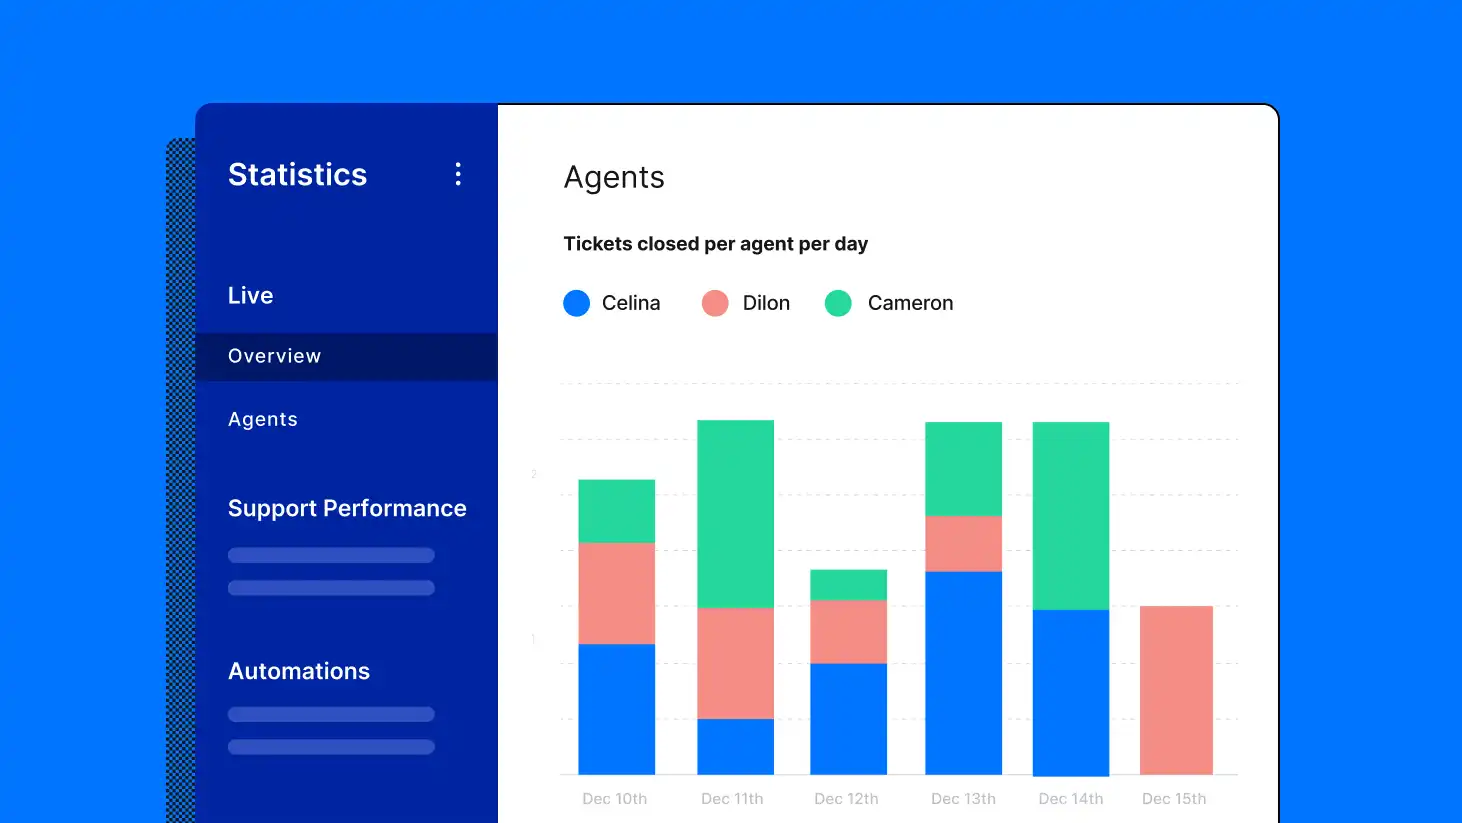 Statistics
Live
Overview
Agents
Support Performance
Automations
Agents
Tickets closed per agent per day
Celina Dilon Cameron
2
1
Dec 10th Dec 11th Dec 12th Dec 13th Dec 14th Dec 15th